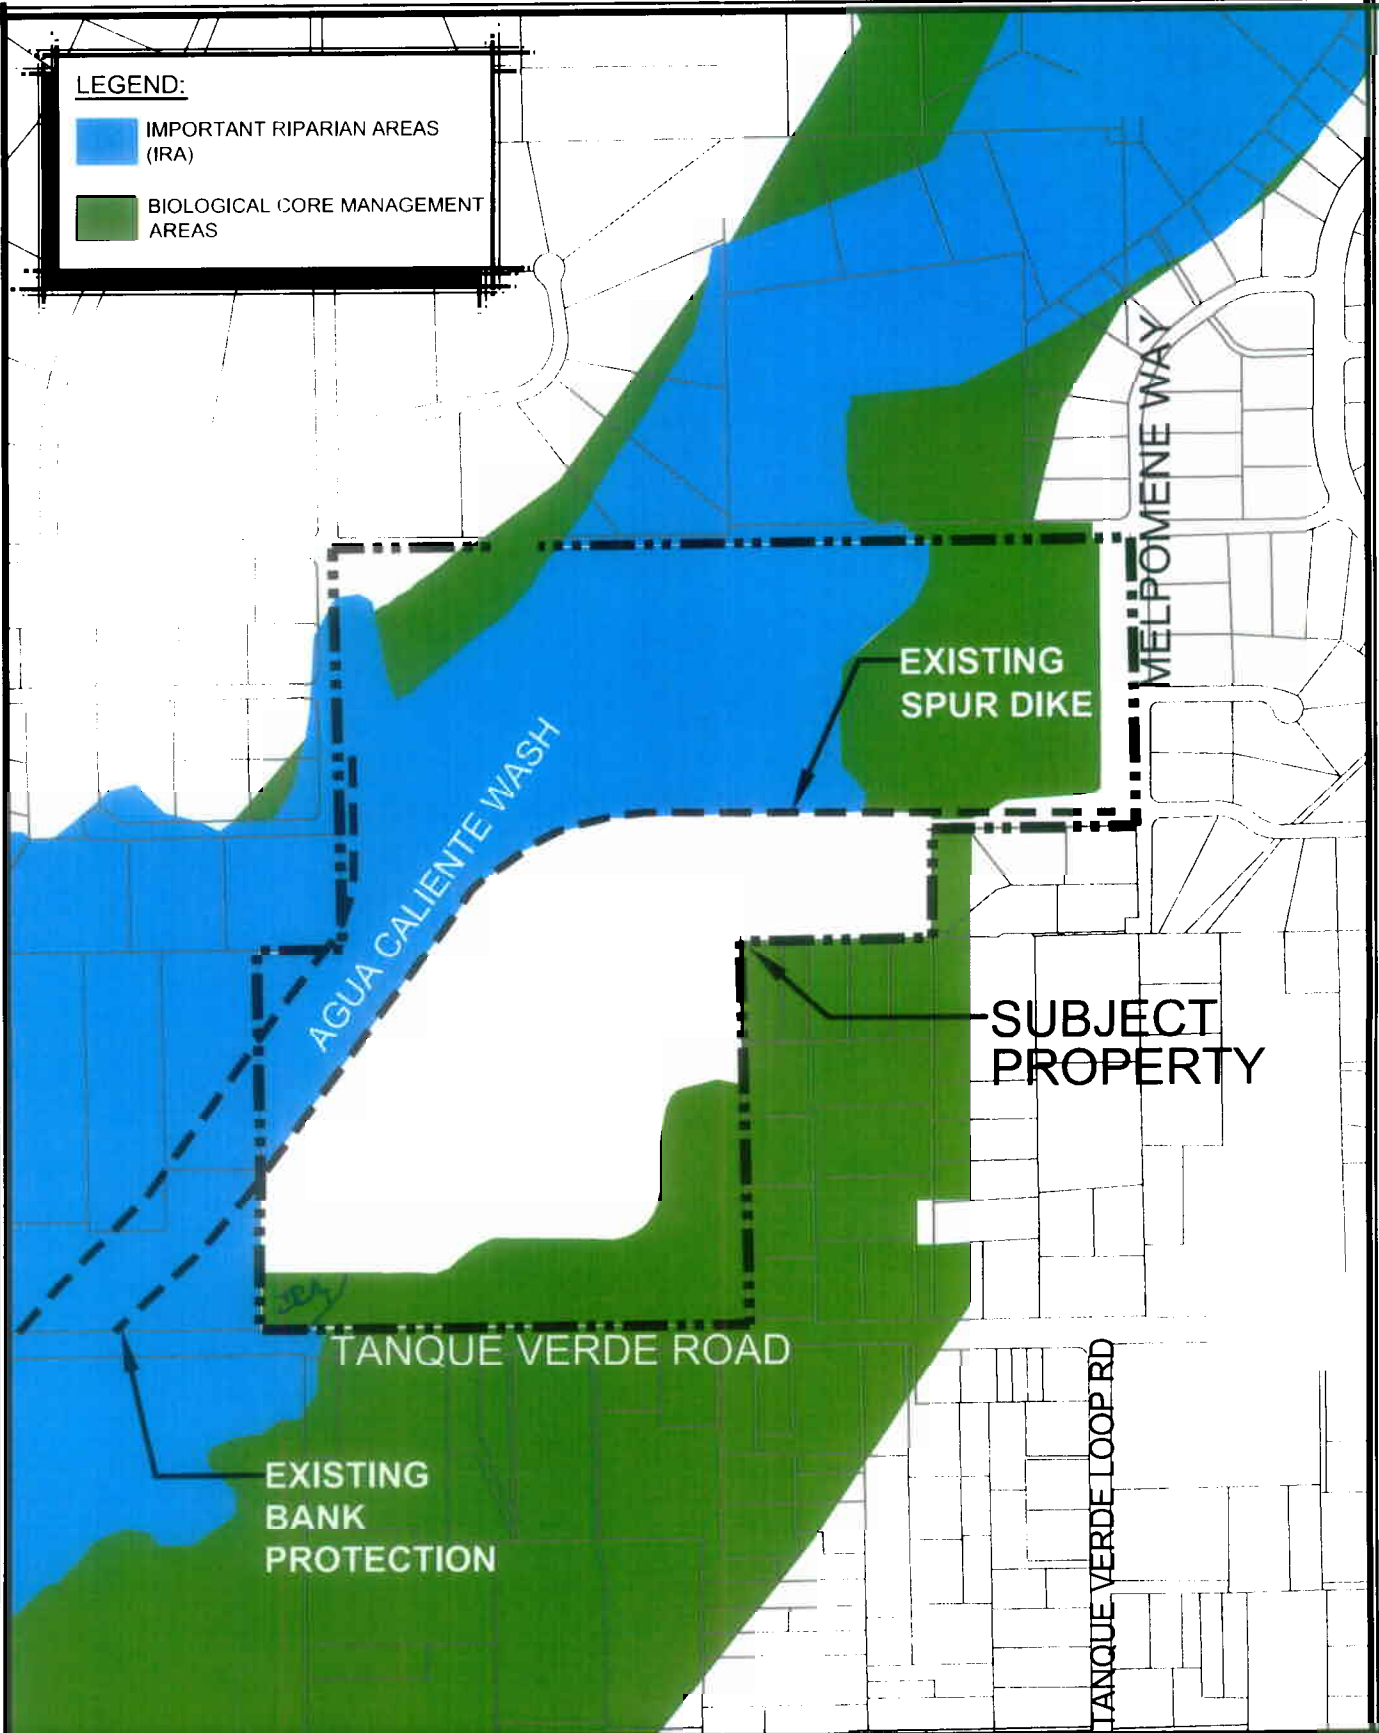 LEGEND:
IMPORTANT RIPARIAN AREAS
(IRA)
BIOLOGICAL CORE MANAGEMENT
AREAS
MELPOMENE WAY
EXISTING
SPUR DIKE
AGUA CALIENTE WASH
SUBJECT
PROPERTY
TANQUE VERDE ROAD
TANQUE VERDE LOOP RD
EXISTING
BANK
PROTECTION